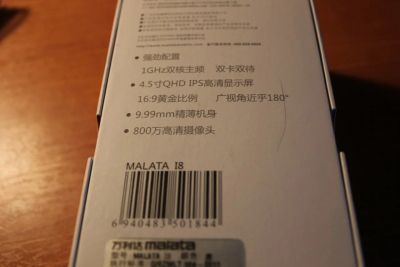 • 强劲配置
1GHz双核主频 双卡双待
• 4.5寸QHD IPS高清显示屏
16:9黄金比例 广视角近乎180°
• 9.99mm精薄机身
• 800万高清摄像头
MALATA I8
6 940483 501844
万利达 malata
型号: MALATA I8 颜色: 黑